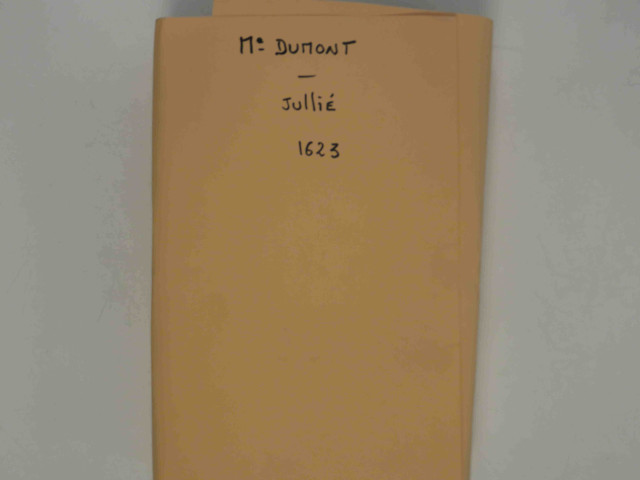 Me DUMONT
—
Jullié
1623